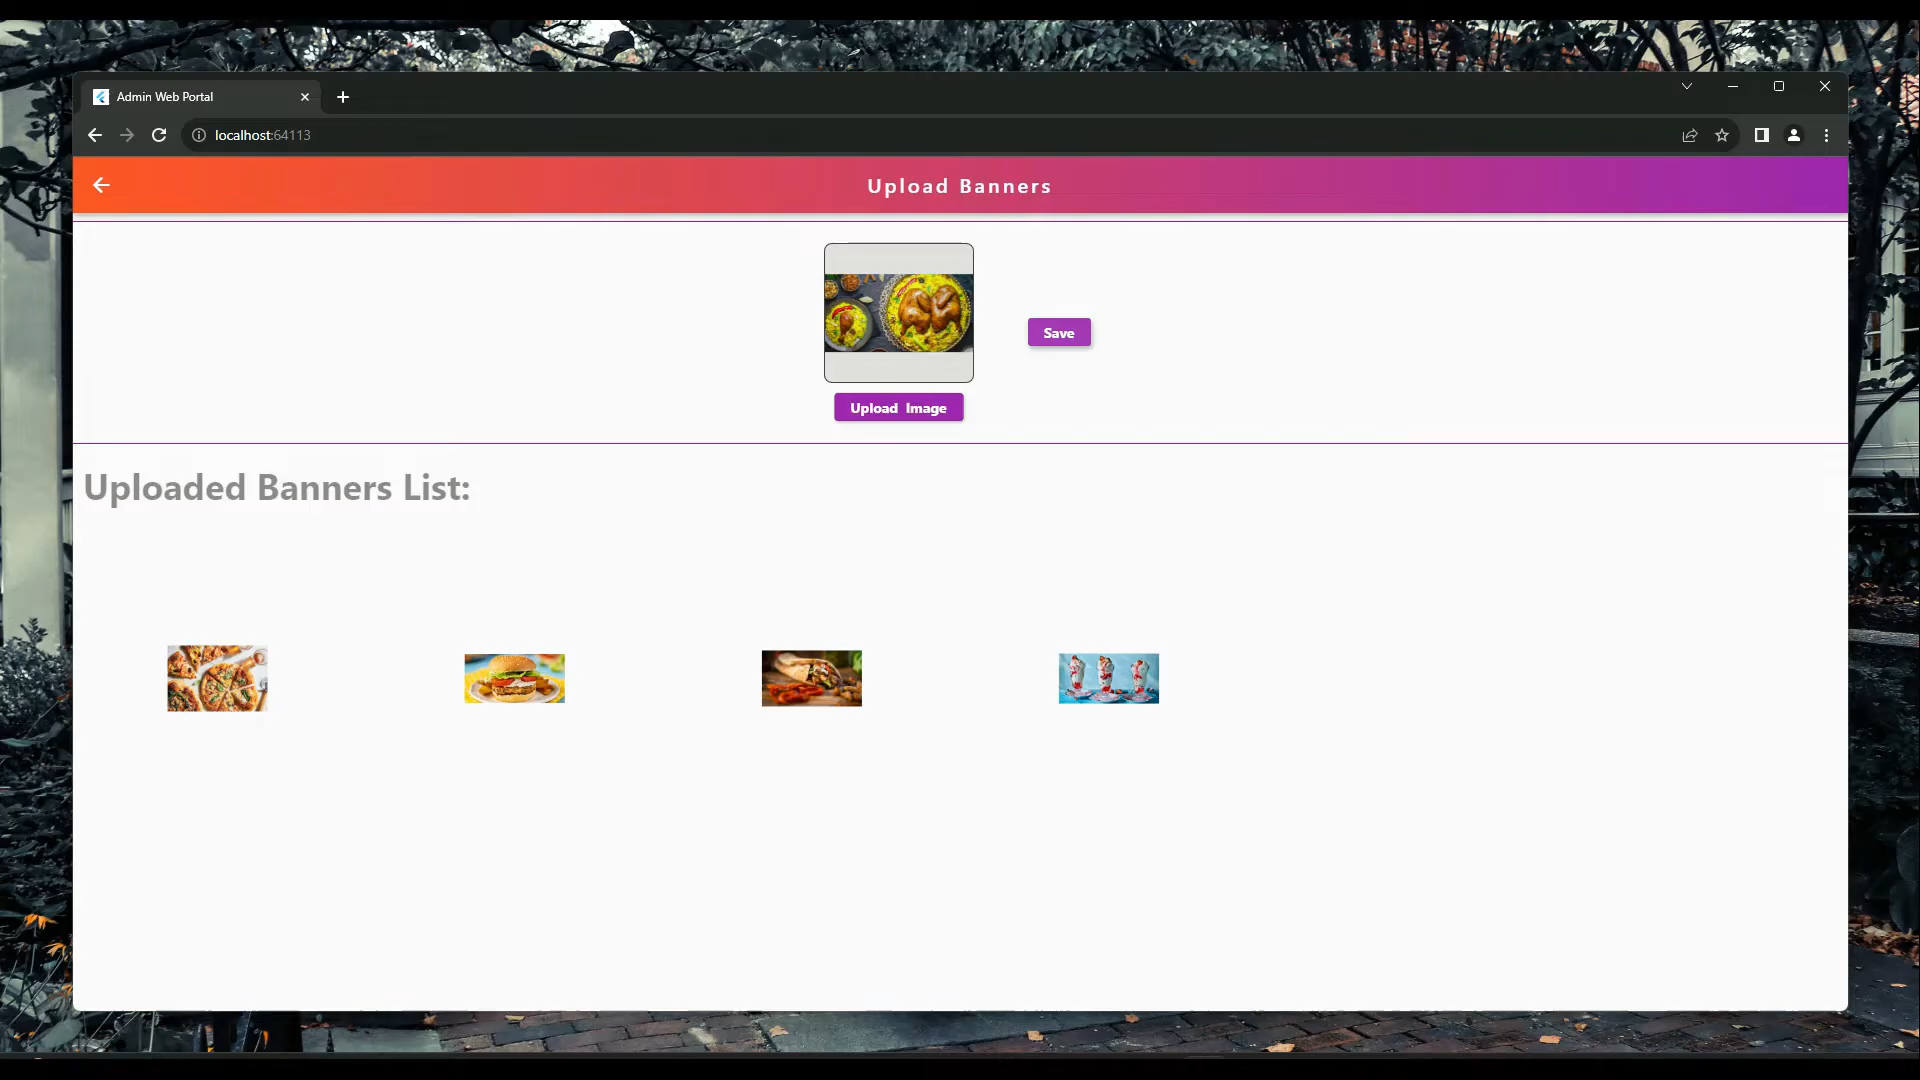 Admin Web Portal
localhost:64113
Upload Banners
Save
Upload Image
Uploaded Banners List: